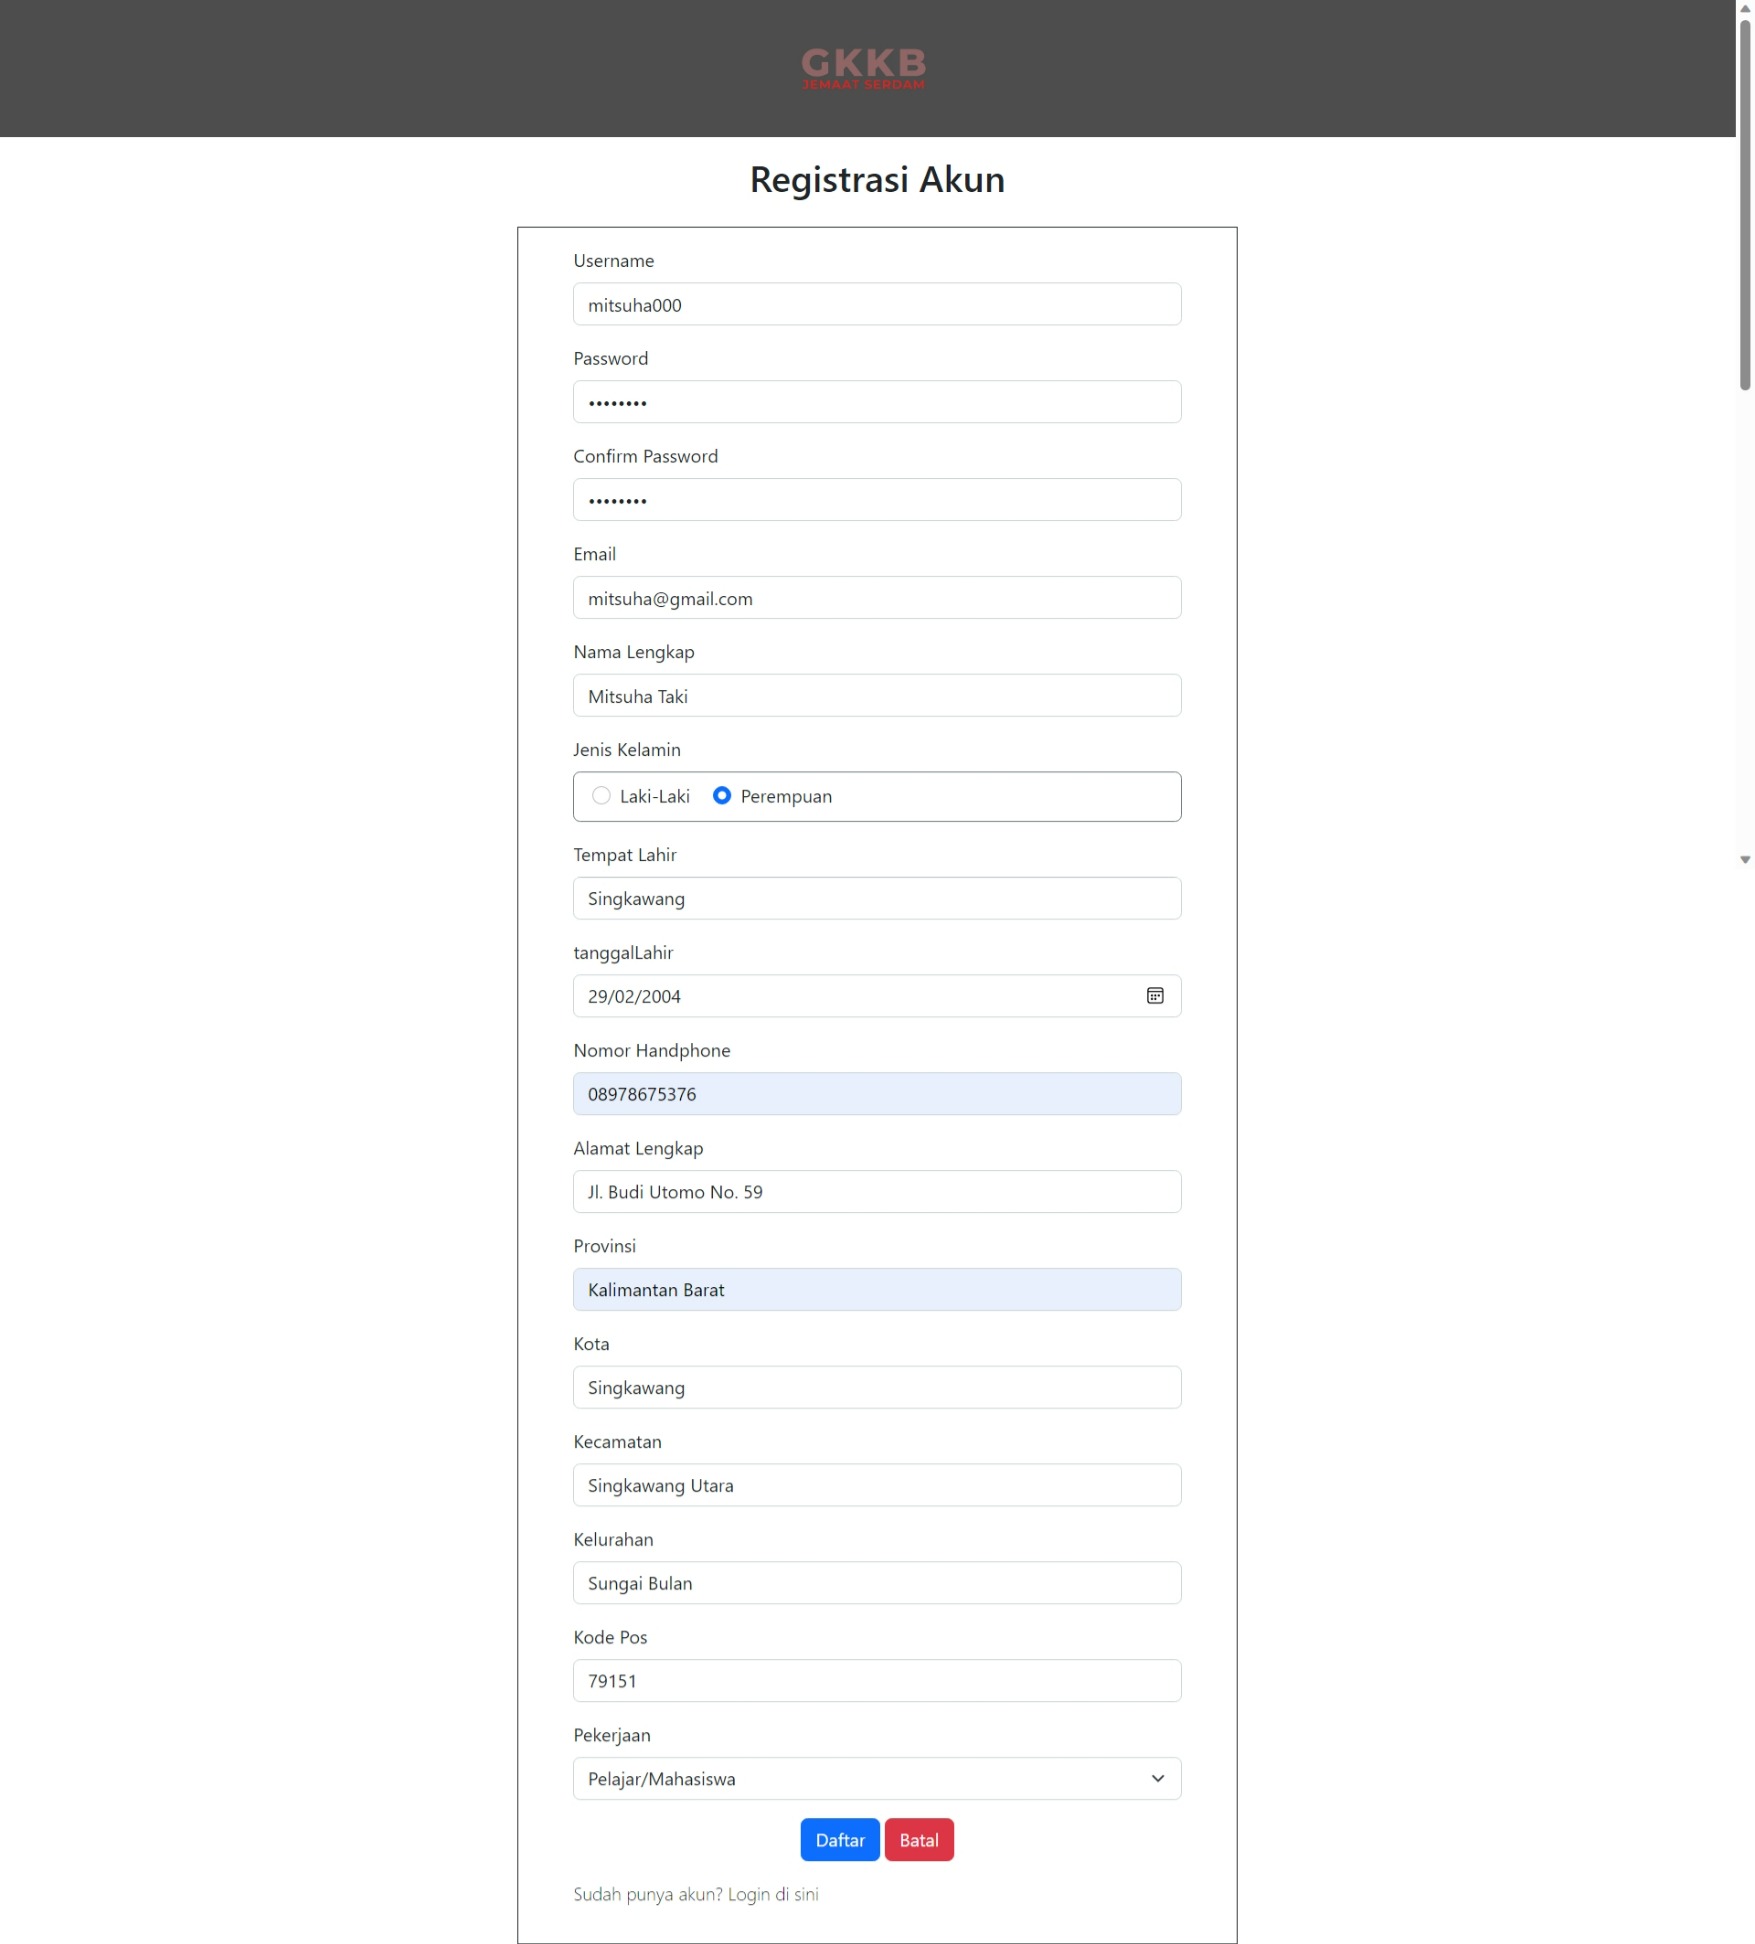 GKKB
JEMAAT SERDAM
Registrasi Akun
Username
mitsuha000
Password
••••••••
Confirm Password
••••••••
Email
mitsuha@gmail.com
Nama Lengkap
Mitsuha Taki
Jenis Kelamin
Laki-Laki Perempuan
Tempat Lahir
Singkawang
tanggalLahir
29/02/2004
Nomor Handphone
08978675376
Alamat Lengkap
Jl. Budi Utomo No. 59
Provinsi
Kalimantan Barat
Kota
Singkawang
Kecamatan
Singkawang Utara
Kelurahan
Sungai Bulan
Kode Pos
79151
Pekerjaan
Pelajar/Mahasiswa
Daftar Batal
Sudah punya akun? Login di sini